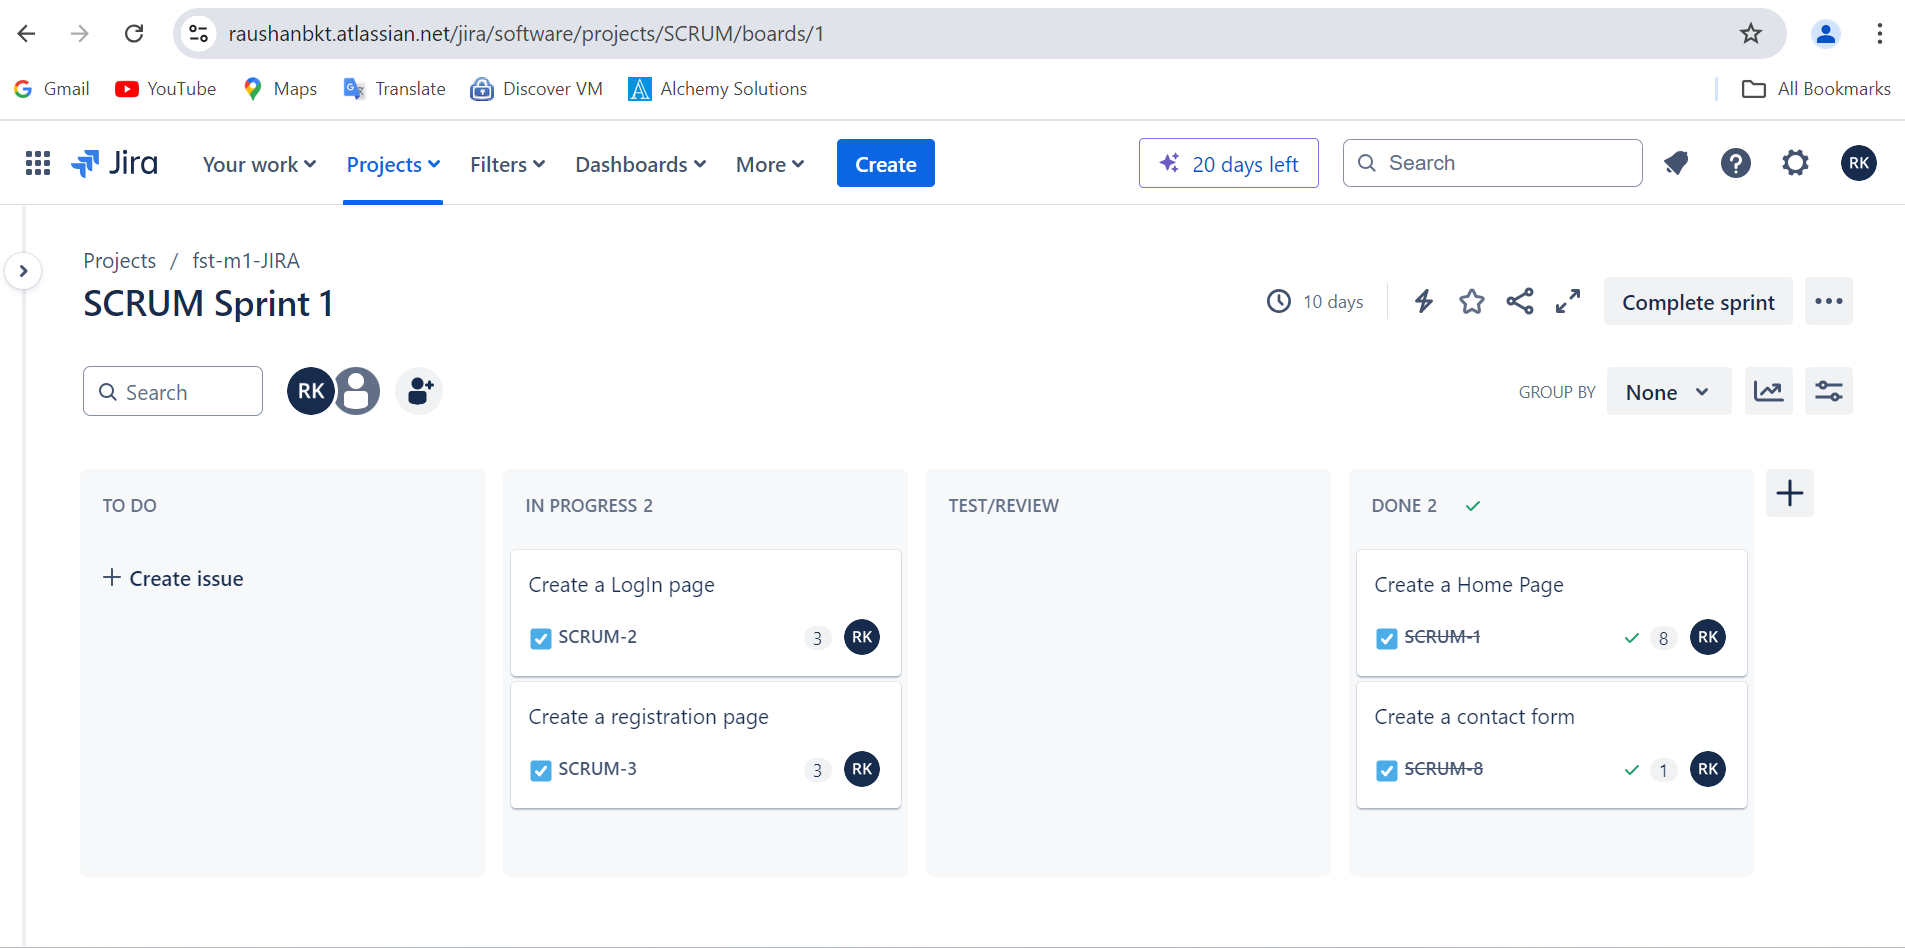 raushanbkt.atlassian.net/jira/software/projects/SCRUM/boards/1
Gmail YouTube Maps Translate Discover VM Alchemy Solutions All Bookmarks
Jira Your work Projects Filters Dashboards More Create 20 days left Search RK
Projects / fst-m1-JIRA
SCRUM Sprint 1
10 days Complete sprint
Search RK GROUP BY None
TO DO
+ Create issue
IN PROGRESS 2
Create a LogIn page
SCRUM-2 3 RK
Create a registration page
SCRUM-3 3 RK
TEST/REVIEW
DONE 2
Create a Home Page
SCRUM-1 8 RK
Create a contact form
SCRUM-8 1 RK